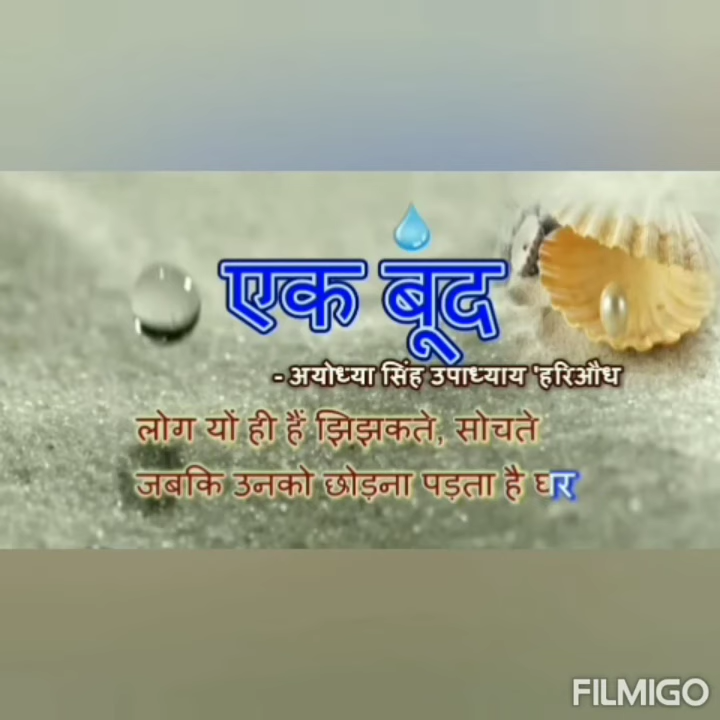 एक बूद
- अयोध्या सिंह उपाध्याय 'हरिऔध
लोग यों ही हैं झिझकते, सोचते
जबकि उनको छोड़ना पड़ता है घर
FILMIGO